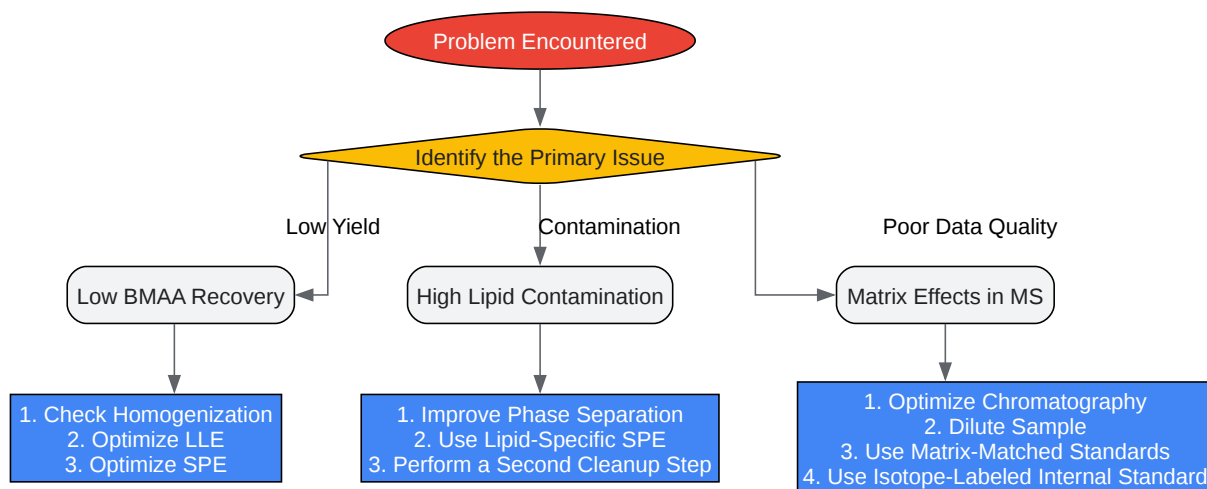 Problem Encountered
Identify the Primary Issue
Low Yield
Contamination
Poor Data Quality
Low BMAA Recovery
High Lipid Contamination
Matrix Effects in MS
1. Check Homogenization
2. Optimize LLE
3. Optimize SPE
1. Improve Phase Separation
2. Use Lipid-Specific SPE
3. Perform a Second Cleanup Step
1. Optimize Chromatography
2. Dilute Sample
3. Use Matrix-Matched Standards
4. Use Isotope-Labeled Internal Standard